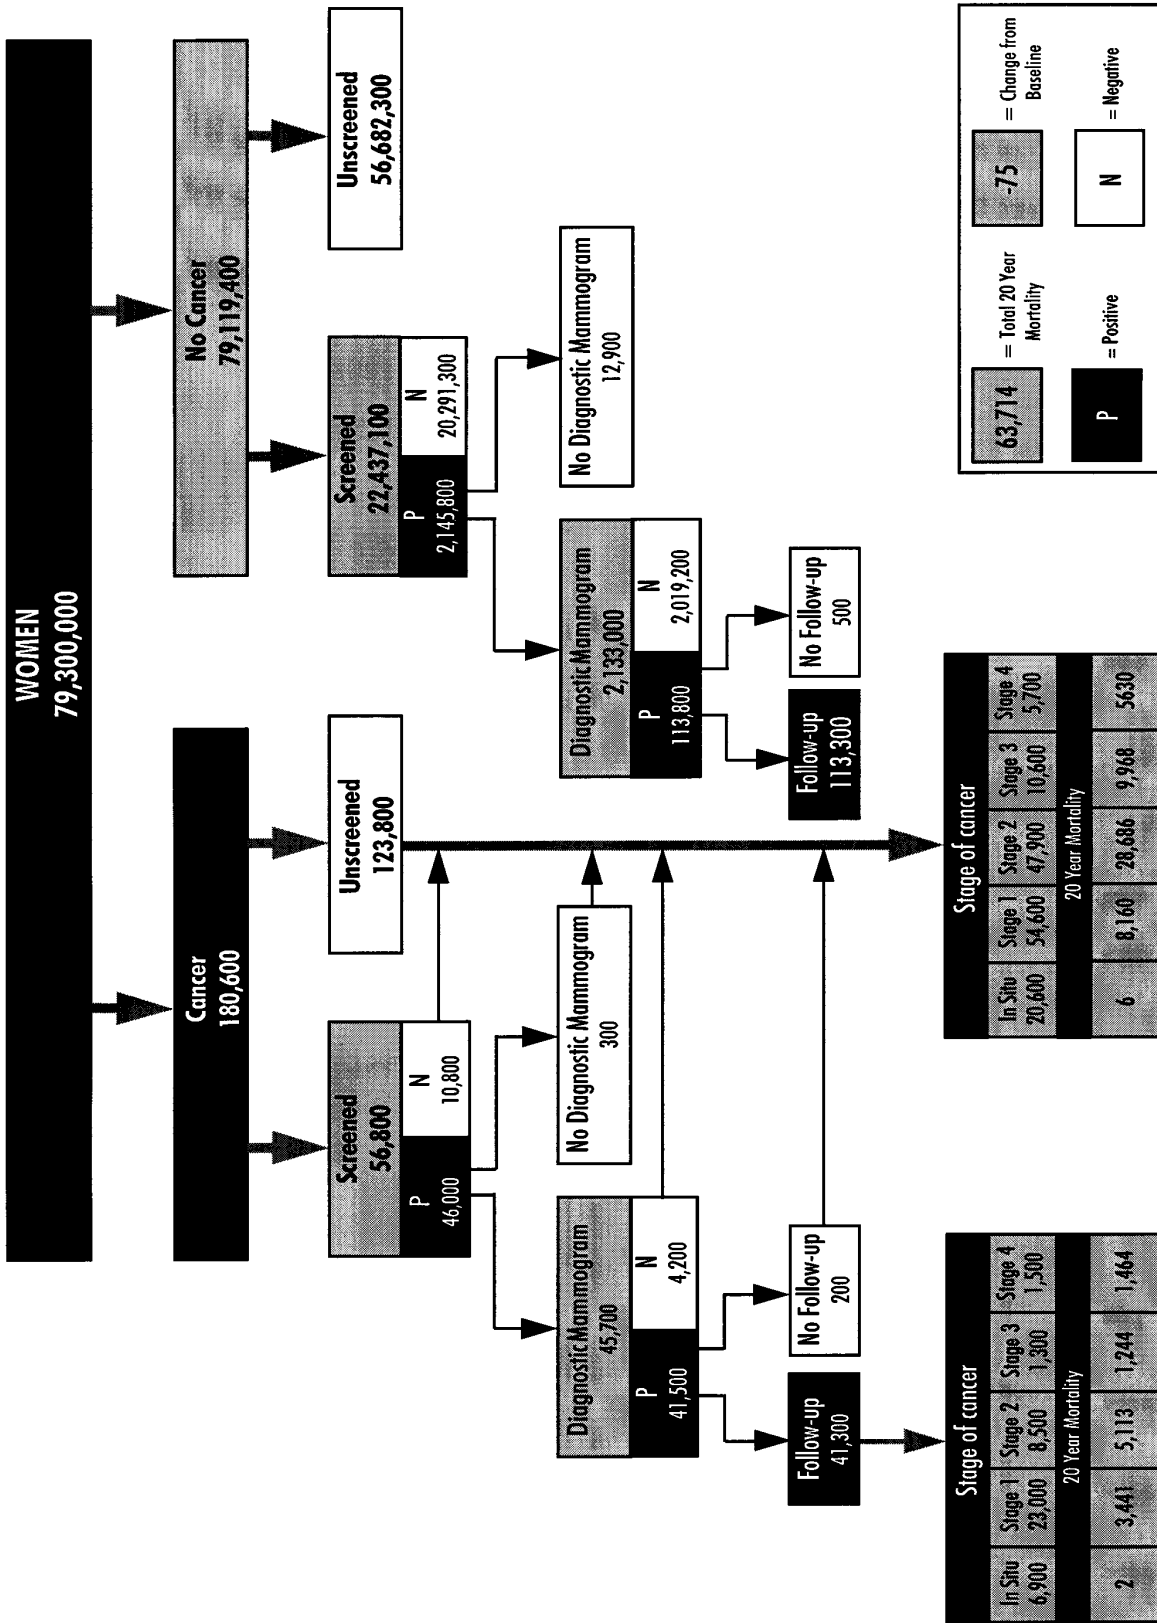 WOMEN
79,300,000
Cancer
180,600
No Cancer
79,119,400
Screened
56,800
P
46,000
N
10,800
Unscreened
123,800
Screened
22,437,100
P
2,145,800
N
20,291,300
Unscreened
56,682,300
Diagnostic Mammogram
45,700
P
41,500
N
4,200
No Diagnostic Mammogram
300
Diagnostic Mammogram
2,133,000
P
113,800
N
2,019,200
No Diagnostic Mammogram
12,900
Follow-up
41,300
No Follow-up
200
Follow-up
113,300
No Follow-up
500
Stage of cancer
In Situ Stage 1 Stage 2 Stage 3 Stage 4
6,900 23,000 8,500 1,300 1,500
20 Year Mortality
2 3,441 5,113 1,244 1,464
Stage of cancer
In Situ Stage 1 Stage 2 Stage 3 Stage 4
20,600 54,600 47,900 10,600 5,700
20 Year Mortality
6 8,160 28,686 9,968 5630
63,714 = Total 20 Year
Mortality
-75 = Change from
Baseline
P = Positive
N = Negative